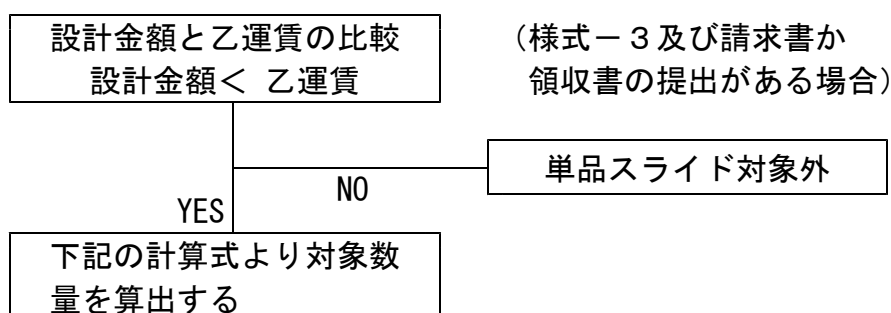 設計金額と乙運賃の比較
設計金額＜ 乙運賃
（様式－３及び請求書か
領収書の提出がある場合）
NO
単品スライド対象外
YES
下記の計算式より対象数
量を算出する